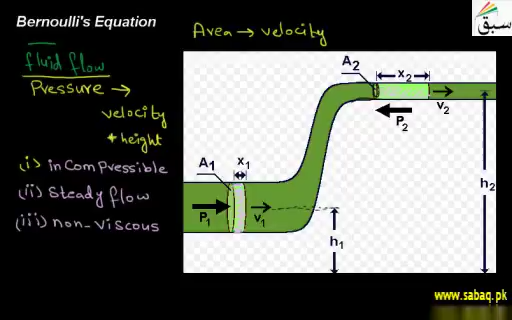 Bernoulli's Equation
Area → velocity
سبق
fluid flow
Pressure →
velocity
+ height
(i) incompressible
(ii) Steady flow
(iii) non-viscous
A₂
x₂
v₂
P₂
A₁
x₁
P₁
v₁
h₁
h₂
www.sabaq.pk